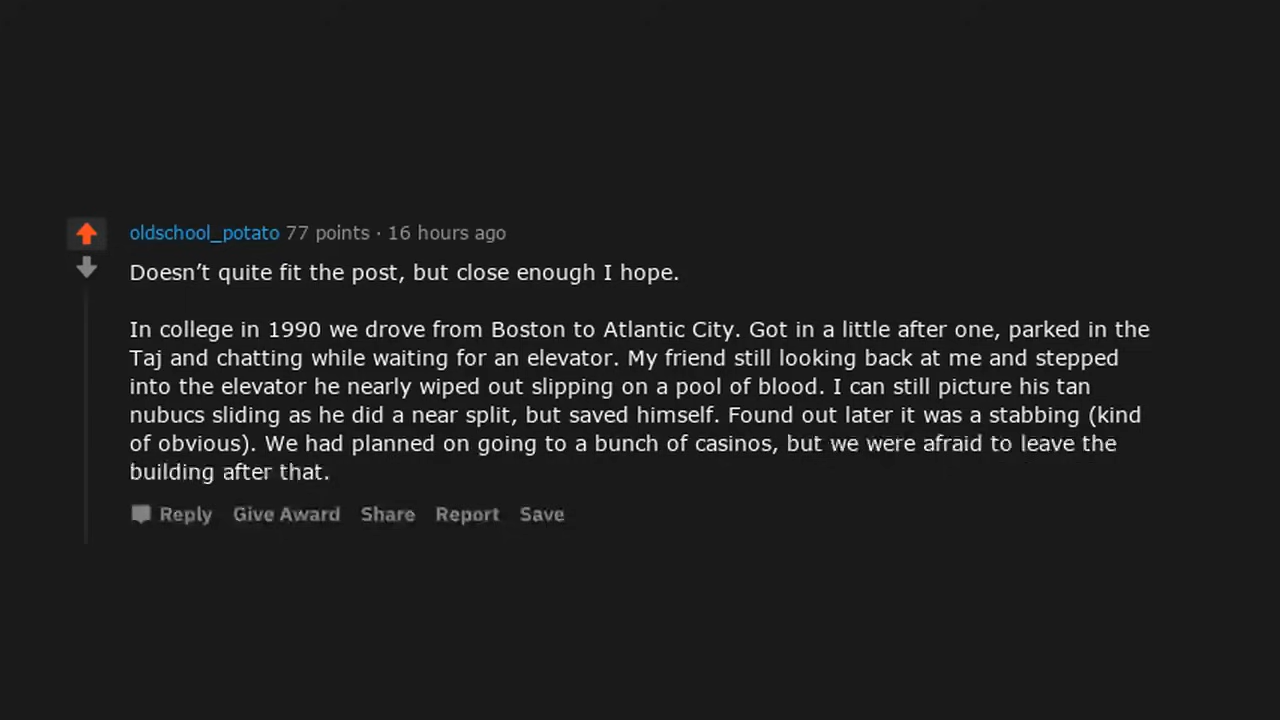 oldschool_potato 77 points · 16 hours ago
Doesn’t quite fit the post, but close enough I hope.
In college in 1990 we drove from Boston to Atlantic City. Got in a little after one, parked in the
Taj and chatting while waiting for an elevator. My friend still looking back at me and stepped
into the elevator he nearly wiped out slipping on a pool of blood. I can still picture his tan
nubucs sliding as he did a near split, but saved himself. Found out later it was a stabbing (kind
of obvious). We had planned on going to a bunch of casinos, but we were afraid to leave the
building after that.
Reply Give Award Share Report Save